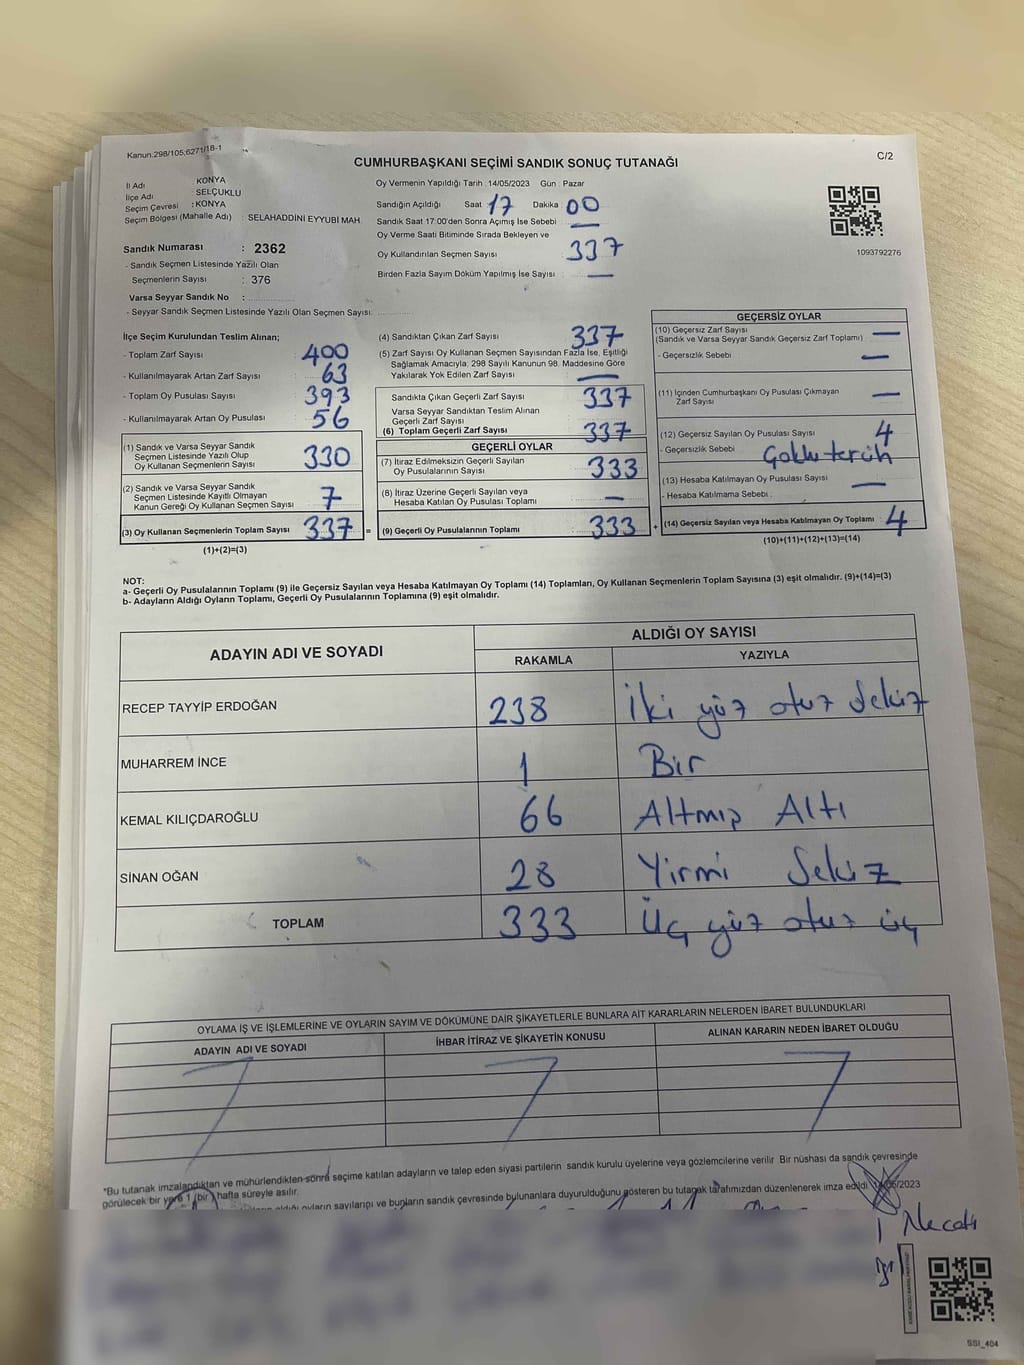 Kanun:298/105;6271/18-1
C/2
CUMHURBAŞKANI SEÇİMİ SANDIK SONUÇ TUTANAĞI
İl Adı : KONYA
İlçe Adı : SELÇUKLU
Seçim Çevresi : KONYA
Seçim Bölgesi (Mahalle Adı) : SELAHADDİNİ EYYUBİ MAH.
Oy Vermenin Yapıldığı Tarih : 14/05/2023 Gün : Pazar
Sandığın Açıldığı Saat 17 Dakika 00
Sandık Saat 17:00'den Sonra Açılmış İse Sebebi —
Oy Verme Saati Bitiminde Sırada Bekleyen ve
Oy Kullandırılan Seçmen Sayısı : 337
Birden Fazla Sayım Döküm Yapılmış İse Sayısı : —
1093792276
Sandık Numarası : 2362
- Sandık Seçmen Listesinde Yazılı Olan
Seçmenlerin Sayısı : 376
Varsa Seyyar Sandık No :
- Seyyar Sandık Seçmen Listesinde Yazılı Olan Seçmen Sayısı:
İlçe Seçim Kurulundan Teslim Alınan;
- Toplam Zarf Sayısı : 400
- Kullanılmayarak Artan Zarf Sayısı : 63
- Toplam Oy Pusulası Sayısı : 393
- Kullanılmayarak Artan Oy Pusulası : 56
(1) Sandık ve Varsa Seyyar Sandık
Seçmen Listesinde Yazılı Olup
Oy Kullanan Seçmenlerin Sayısı : 330
(2) Sandık ve Varsa Seyyar Sandık
Seçmen Listesinde Kayıtlı Olmayan
Kanun Gereği Oy Kullanan Seçmen Sayısı : 7
(3) Oy Kullanan Seçmenlerin Toplam Sayısı : 337 =
(1)+(2)=(3)
(4) Sandıktan Çıkan Zarf Sayısı : 337
(5) Zarf Sayısı Oy Kullanan Seçmen Sayısından Fazla İse, Eşitliği
Sağlamak Amacıyla, 298 Sayılı Kanunun 98. Maddesine Göre
Yakılarak Yok Edilen Zarf Sayısı : —
Sandıkta Çıkan Geçerli Zarf Sayısı : 337
Varsa Seyyar Sandıktan Teslim Alınan
Geçerli Zarf Sayısı :
(6) Toplam Geçerli Zarf Sayısı : 337
GEÇERLİ OYLAR
(7) İtiraz Edilmeksizin Geçerli Sayılan
Oy Pusulalarının Sayısı : 333
(8) İtiraz Üzerine Geçerli Sayılan veya
Hesaba Katılan Oy Pusulası Toplamı : —
(9) Geçerli Oy Pusulalarının Toplamı : 333 +
GEÇERSİZ OYLAR
(10) Geçersiz Zarf Sayısı
(Sandık ve Varsa Seyyar Sandık Geçersiz Zarf Toplamı) : —
- Geçersizlik Sebebi : —
(11) İçinden Cumhurbaşkanı Oy Pusulası Çıkmayan
Zarf Sayısı : —
(12) Geçersiz Sayılan Oy Pusulası Sayısı : 4
- Geçersizlik Sebebi : Çoklu tercih
(13) Hesaba Katılmayan Oy Pusulası Sayısı : —
- Hesaba Katılmama Sebebi :
(14) Geçersiz Sayılan veya Hesaba Katılmayan Oy Toplamı : 4
(10)+(11)+(12)+(13)=(14)
NOT:
a- Geçerli Oy Pusulalarının Toplamı (9) ile Geçersiz Sayılan veya Hesaba Katılmayan Oy Toplamı (14) Toplamları, Oy Kullanan Seçmenlerin Toplam Sayısına (3) eşit olmalıdır. (9)+(14)=(3)
b- Adayların Aldığı Oyların Toplamı, Geçerli Oy Pusulalarının Toplamına (9) eşit olmalıdır.
ADAYIN ADI VE SOYADI
ALDIĞI OY SAYISI
RAKAMLA YAZIYLA
RECEP TAYYİP ERDOĞAN 238 İki yüz otuz Sekiz
MUHARREM İNCE 1 Bir
KEMAL KILIÇDAROĞLU 66 Altmış Altı
SİNAN OĞAN 28 Yirmi Sekiz
TOPLAM 333 Üç yüz otuz üç
OYLAMA İŞ VE İŞLEMLERİNE VE OYLARIN SAYIM VE DÖKÜMÜNE DAİR ŞİKAYETLERLE BUNLARA AİT KARARLARIN NELERDEN İBARET BULUNDUKLARI
ADAYIN ADI VE SOYADI İHBAR İTİRAZ VE ŞİKAYETİN KONUSU ALINAN KARARIN NEDEN İBARET OLDUĞU
*Bu tutanak imzalandıktan ve mühürlendikten sonra seçime katılan adayların ve talep eden siyasi partilerin sandık kurulu üyelerine veya gözlemcilerine verilir. Bir nüshası da sandık çevresinde
görülecek bir yere 1 (bir) hafta süreyle asılır.
aldığı oyların sayılarını ve bunların sandık çevresinde bulunanlara duyurulduğunu gösteren bu tutanak tarafımızdan düzenlenerek imza edildi. 14/05/2023
Necati
SSI_404